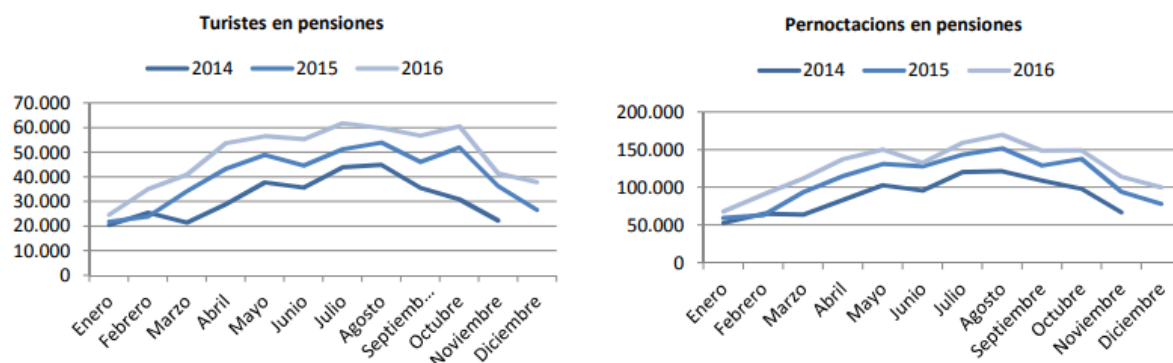 Turistes en pensiones
2014 2015 2016
70.000
60.000
50.000
40.000
30.000
20.000
10.000
0
Enero
Febrero
Marzo
Abril
Mayo
Junio
Julio
Agosto
Septiemb...
Octubre
Noviembre
Diciembre
Pernoctacions en pensiones
2014 2015 2016
200.000
150.000
100.000
50.000
0
Enero
Febrero
Marzo
Abril
Mayo
Junio
Julio
Agosto
Septiembre
Octubre
Noviembre
Diciembre